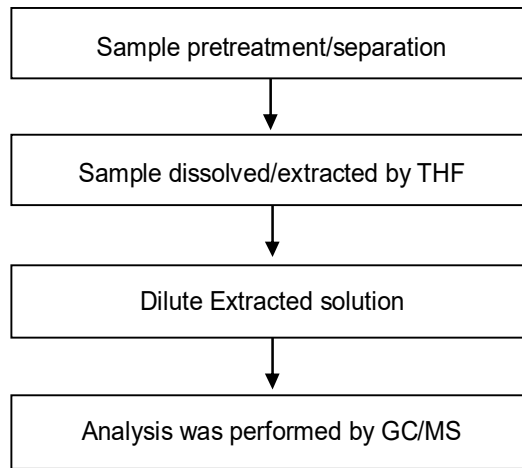 Sample pretreatment/separation
Sample dissolved/extracted by THF
Dilute Extracted solution
Analysis was performed by GC/MS